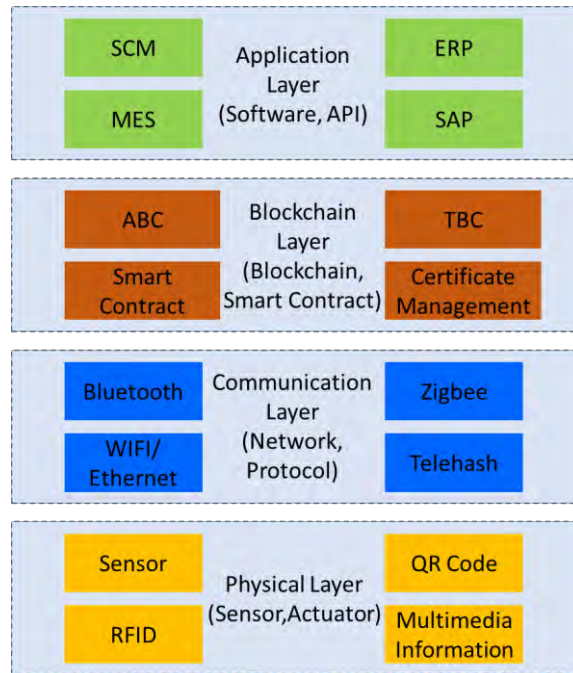 SCM
Application
Layer
(Software, API)
ERP
MES
SAP
ABC
Blockchain
Layer
(Blockchain,
Smart Contract)
TBC
Smart
Contract
Certificate
Management
Bluetooth
Communication
Layer
(Network,
Protocol)
Zigbee
WIFI/
Ethernet
Telehash
Sensor
Physical Layer
(Sensor,Actuator)
QR Code
RFID
Multimedia
Information